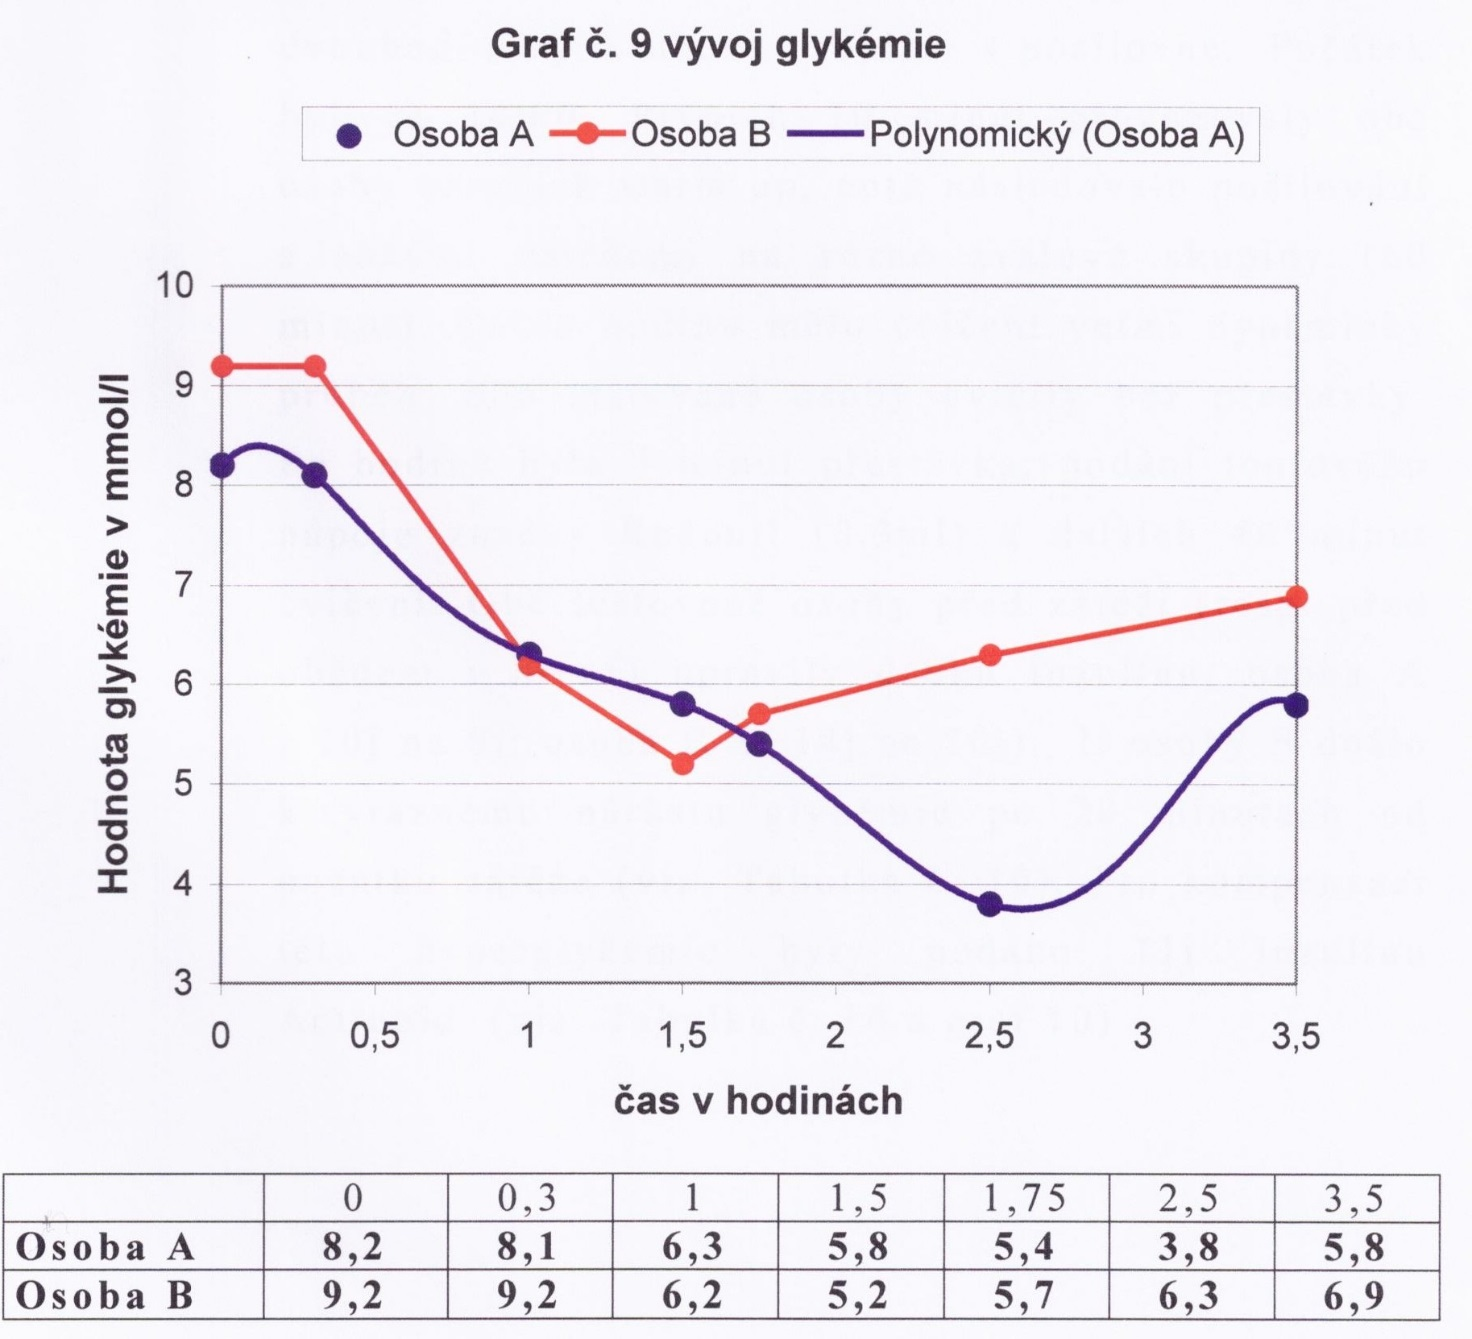 Graf č. 9 vývoj glykémie
Osoba A Osoba B Polynomický (Osoba A)
Hodnota glykémie v mmol/l
10
9
8
7
6
5
4
3
0 0,5 1 1,5 2 2,5 3 3,5
čas v hodinách
0 0,3 1 1,5 1,75 2,5 3,5
Osoba A 8,2 8,1 6,3 5,8 5,4 3,8 5,8
Osoba B 9,2 9,2 6,2 5,2 5,7 6,3 6,9